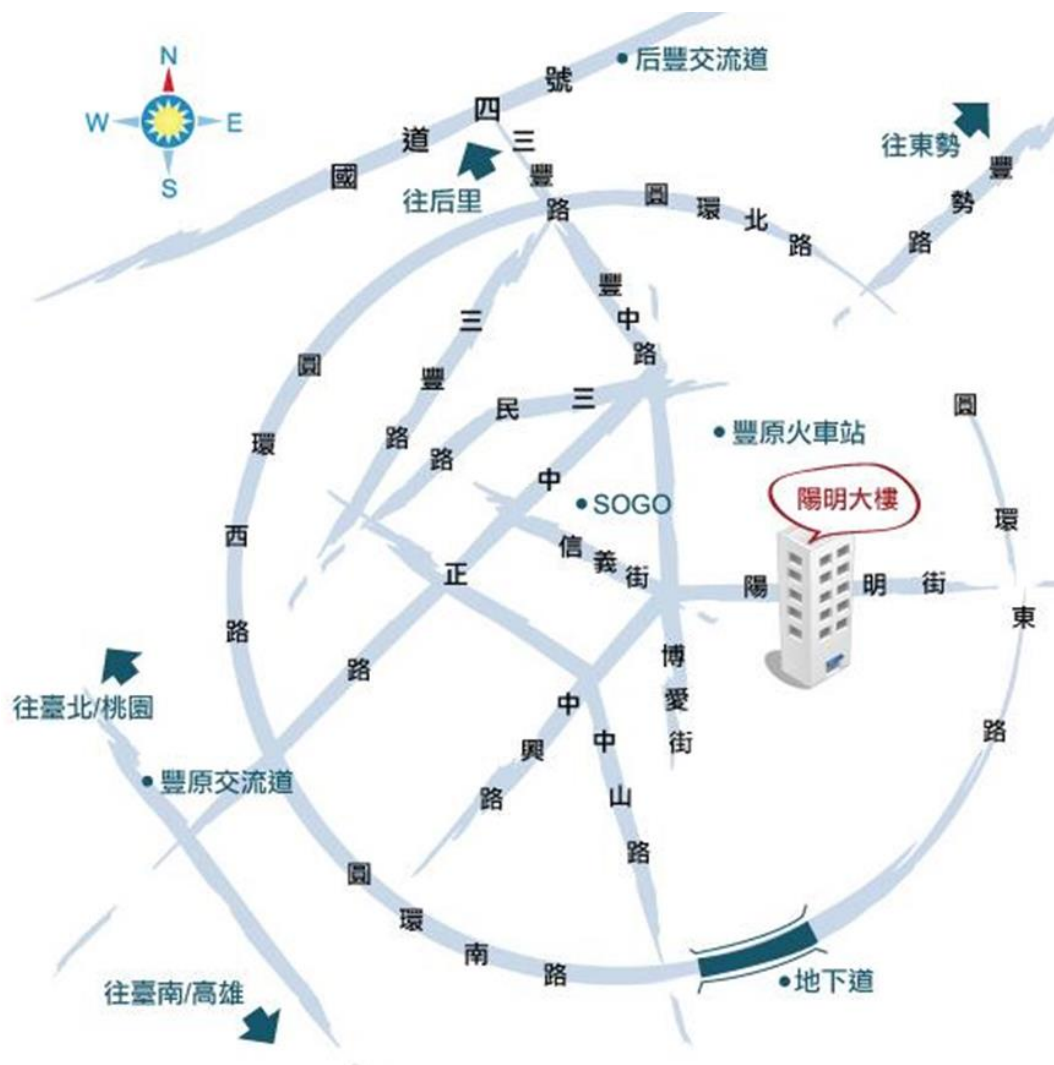 N
W
E
S
后豐交流道
國道四號
往后里
三豐路
圓環北路
往東勢
豐勢路
豐中路
三豐路
三民路
圓環西路
圓環東路
豐原火車站
SOGO
陽明大樓
中正路
信義街
陽明街
博愛街
中興路
中山路
往臺北/桃園
豐原交流道
圓環南路
往臺南/高雄
地下道